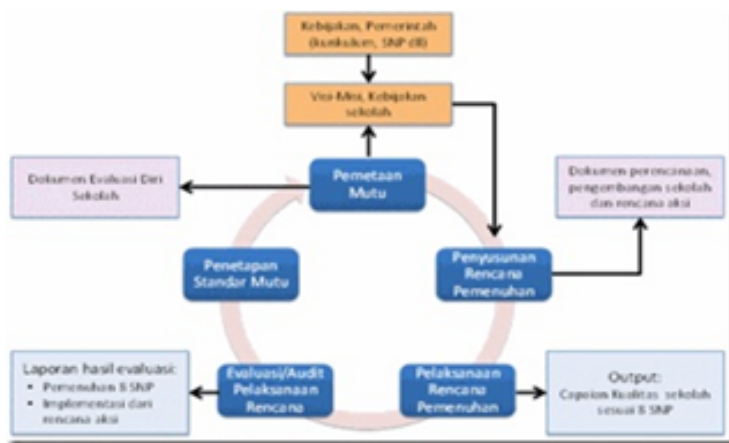 Kebijakan, Pemerintah
(kurikulum, SNP dll)
Visi-Misi, Kebijakan
sekolah
Pemetaan
Mutu
Dokumen Evaluasi Diri
Sekolah
Dokumen perencanaan,
pengembangan sekolah
dan rencana aksi
Penetapan
Standar Mutu
Penyusunan
Rencana
Pemenuhan
Laporan hasil evaluasi:
• Pemenuhan 8 SNP
• Implementasi dari
rencana aksi
Evaluasi/Audit
Pelaksanaan
Rencana
Pelaksanaan
Rencana
Pemenuhan
Output:
Capaian Kualitas sekolah
sesuai 8 SNP